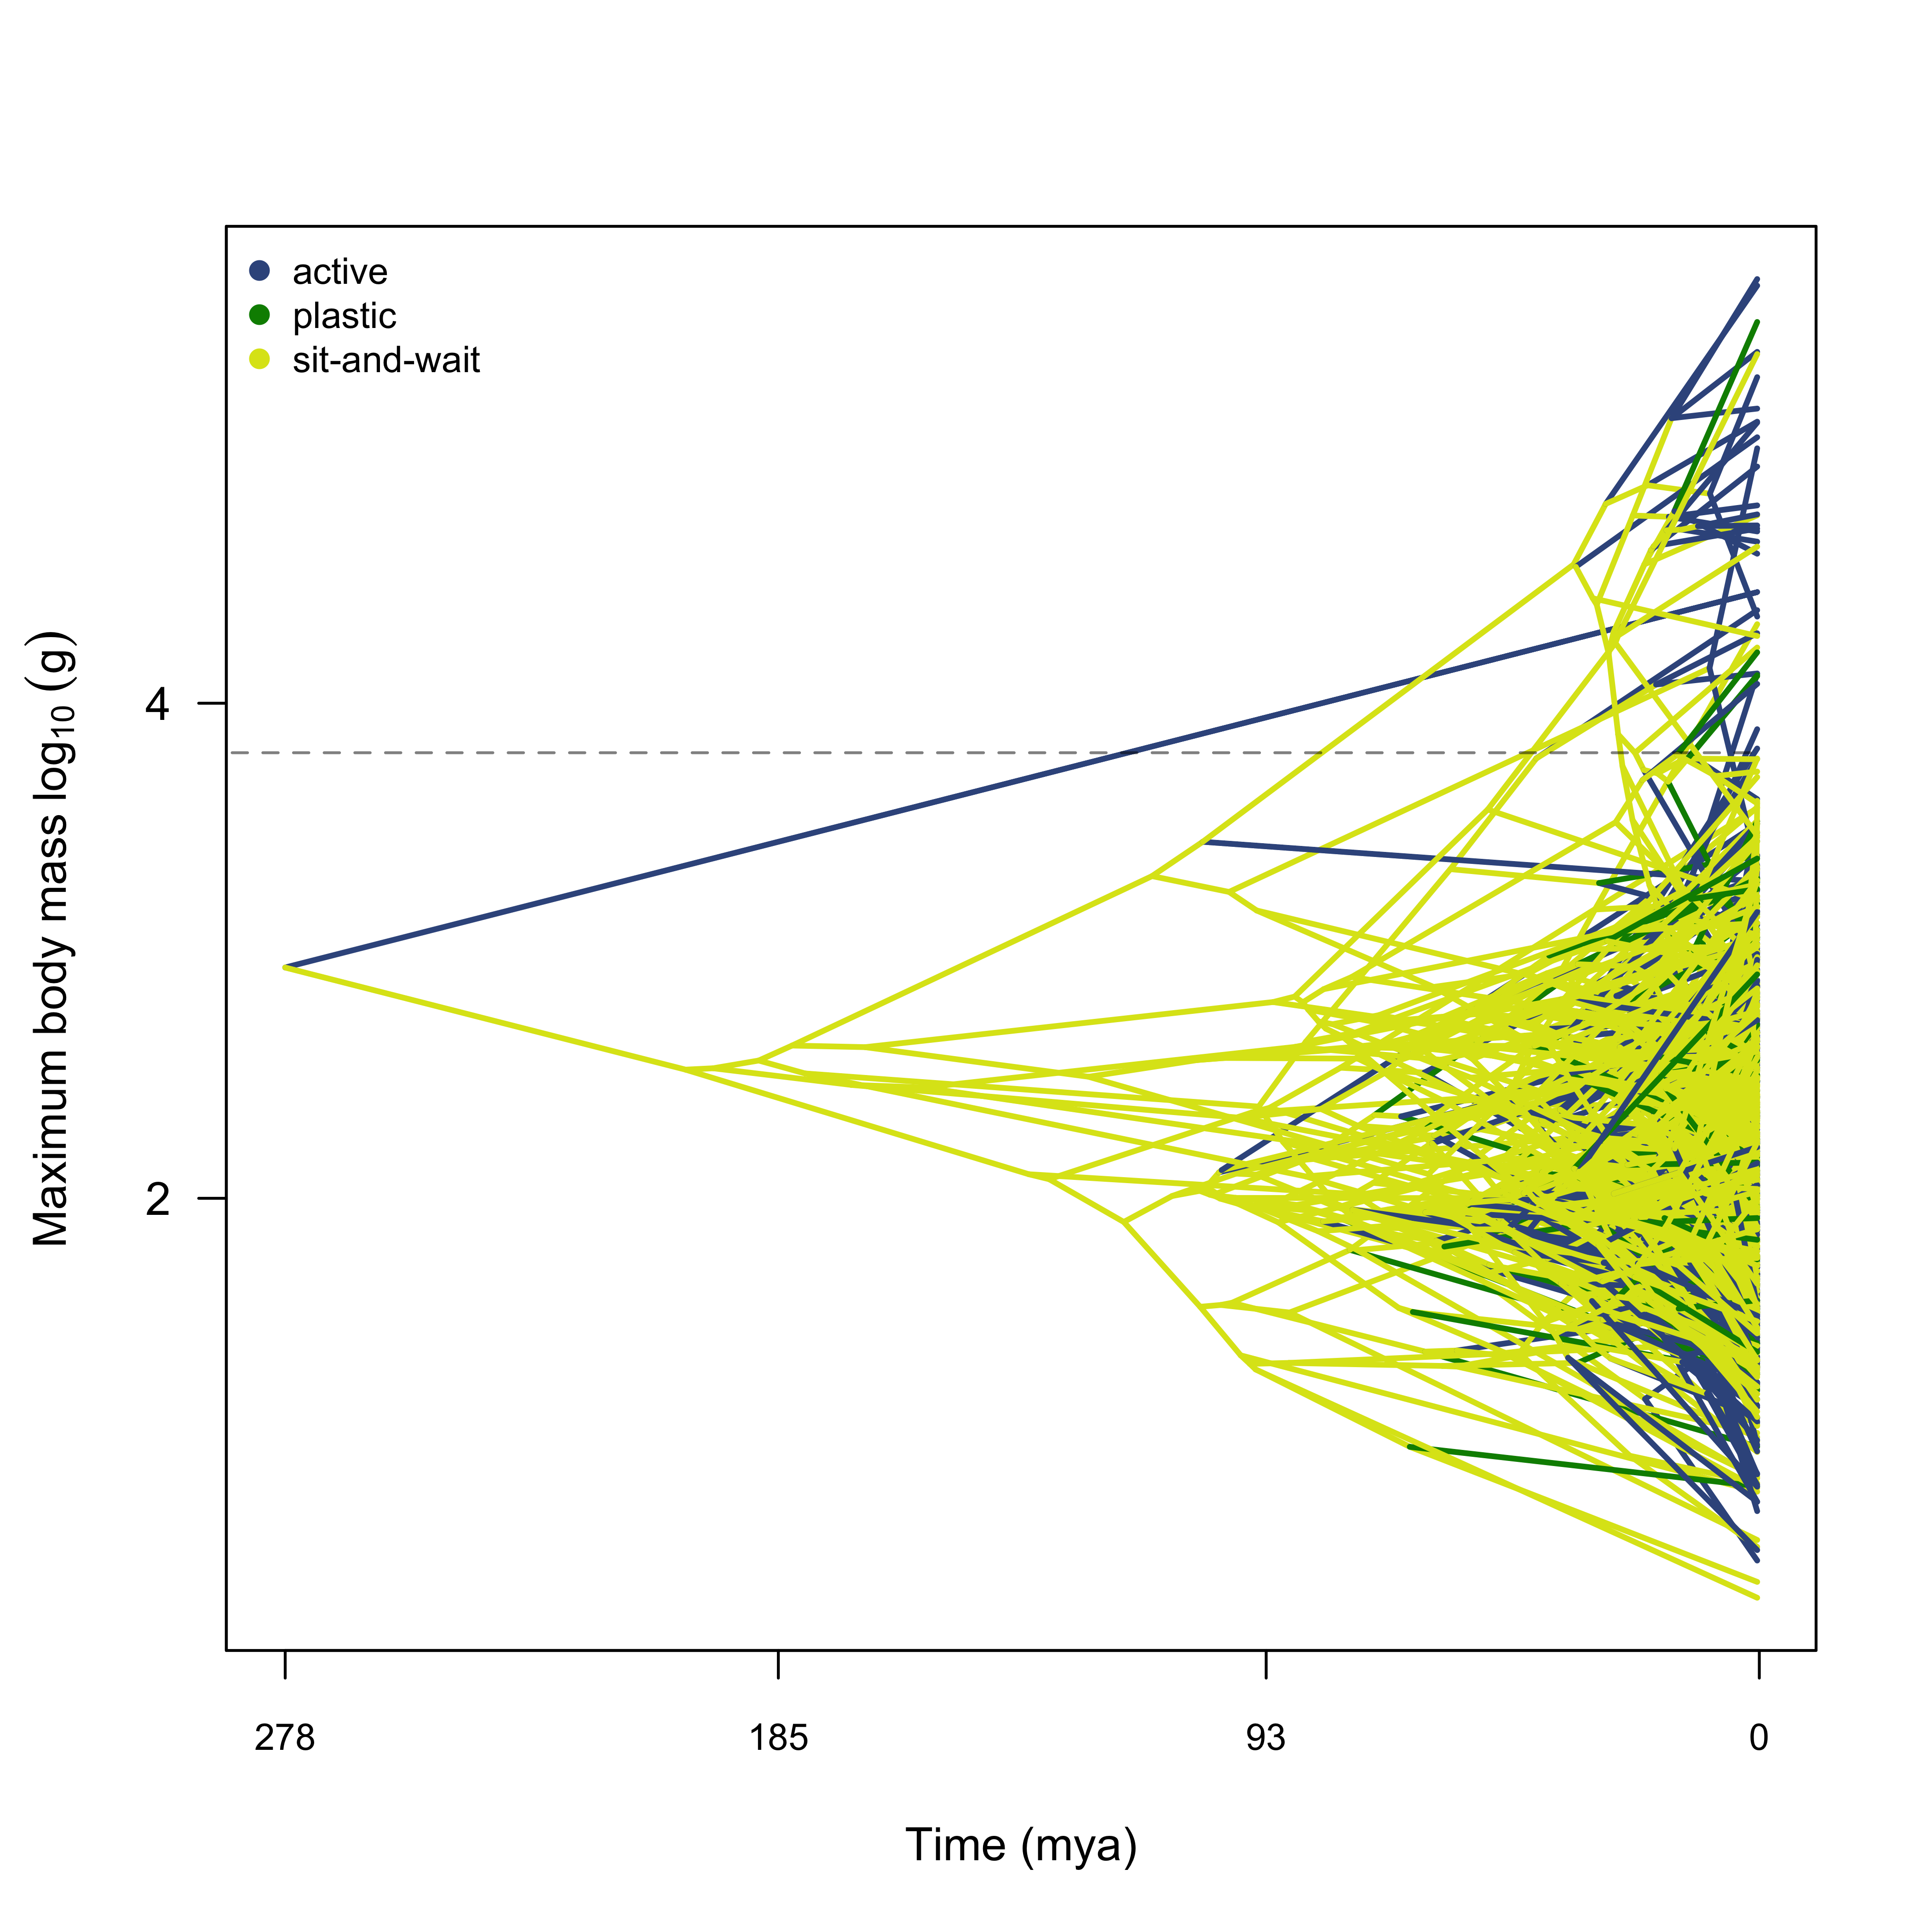 active
plastic
sit-and-wait
Maximum body mass log₁₀ (g)
4
2
278 185 93 0
Time (mya)